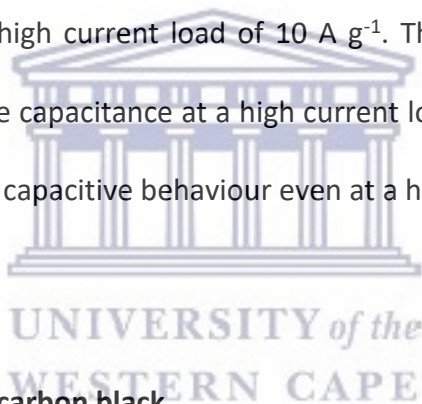 high current load of 10 A g⁻¹. Th
e capacitance at a high current lo
capacitive behaviour even at a h
UNIVERSITY of the
WESTERN CAPE
carbon black